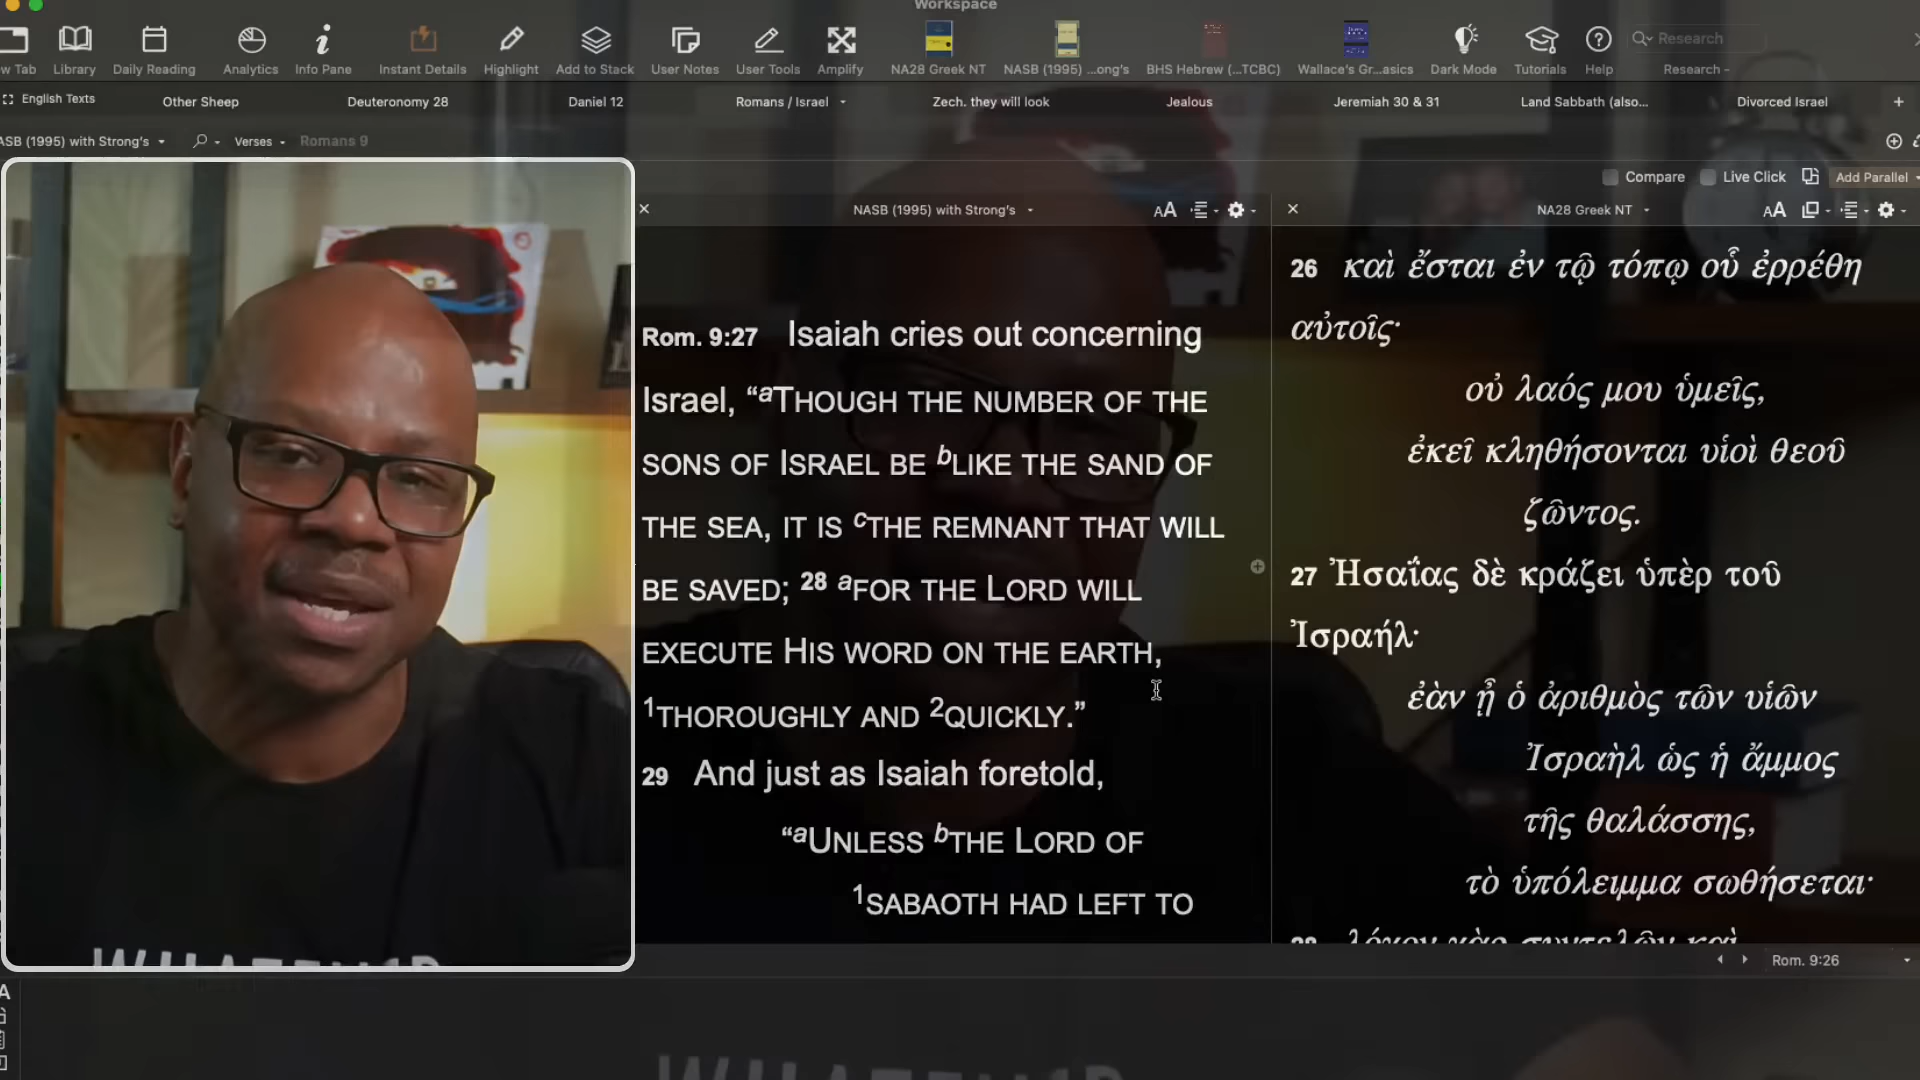 Workspace
w Tab Library Daily Reading Analytics Info Pane Instant Details Highlight Add to Stack User Notes User Tools Amplify NA28 Greek NT NASB (1995) ...ong's BHS Hebrew (...TCBC) Wallace's Gr...asics Dark Mode Tutorials Help Research
Research
English Texts Other Sheep Deuteronomy 28 Daniel 12 Romans / Israel Zech. they will look Jealous Jeremiah 30 & 31 Land Sabbath (also... Divorced Israel +
ASB (1995) with Strong's Verses Romans 9
Compare Live Click Add Parallel
NASB (1995) with Strong's AA
Rom. 9:27 Isaiah cries out concerning
Israel, “aTHOUGH THE NUMBER OF THE
SONS OF ISRAEL BE bLIKE THE SAND OF
THE SEA, IT IS cTHE REMNANT THAT WILL
BE SAVED; 28 aFOR THE LORD WILL
EXECUTE HIS WORD ON THE EARTH,
1THOROUGHLY AND 2QUICKLY.”
29 And just as Isaiah foretold,
“aUNLESS bTHE LORD OF
1SABAOTH HAD LEFT TO
NA28 Greek NT AA
26 καὶ ἔσται ἐν τῷ τόπῳ οὗ ἐρρέθη
αὐτοῖς·
οὐ λαός μου ὑμεῖς,
ἐκεῖ κληθήσονται υἱοὶ θεοῦ
ζῶντος.
27 Ἠσαΐας δὲ κράζει ὑπὲρ τοῦ
Ἰσραήλ·
ἐὰν ᾖ ὁ ἀριθμὸς τῶν υἱῶν
Ἰσραὴλ ὡς ἡ ἄμμος
τῆς θαλάσσης,
τὸ ὑπόλειμμα σωθήσεται·
28 λόγον γὰρ συντελῶν καὶ
Rom. 9:26